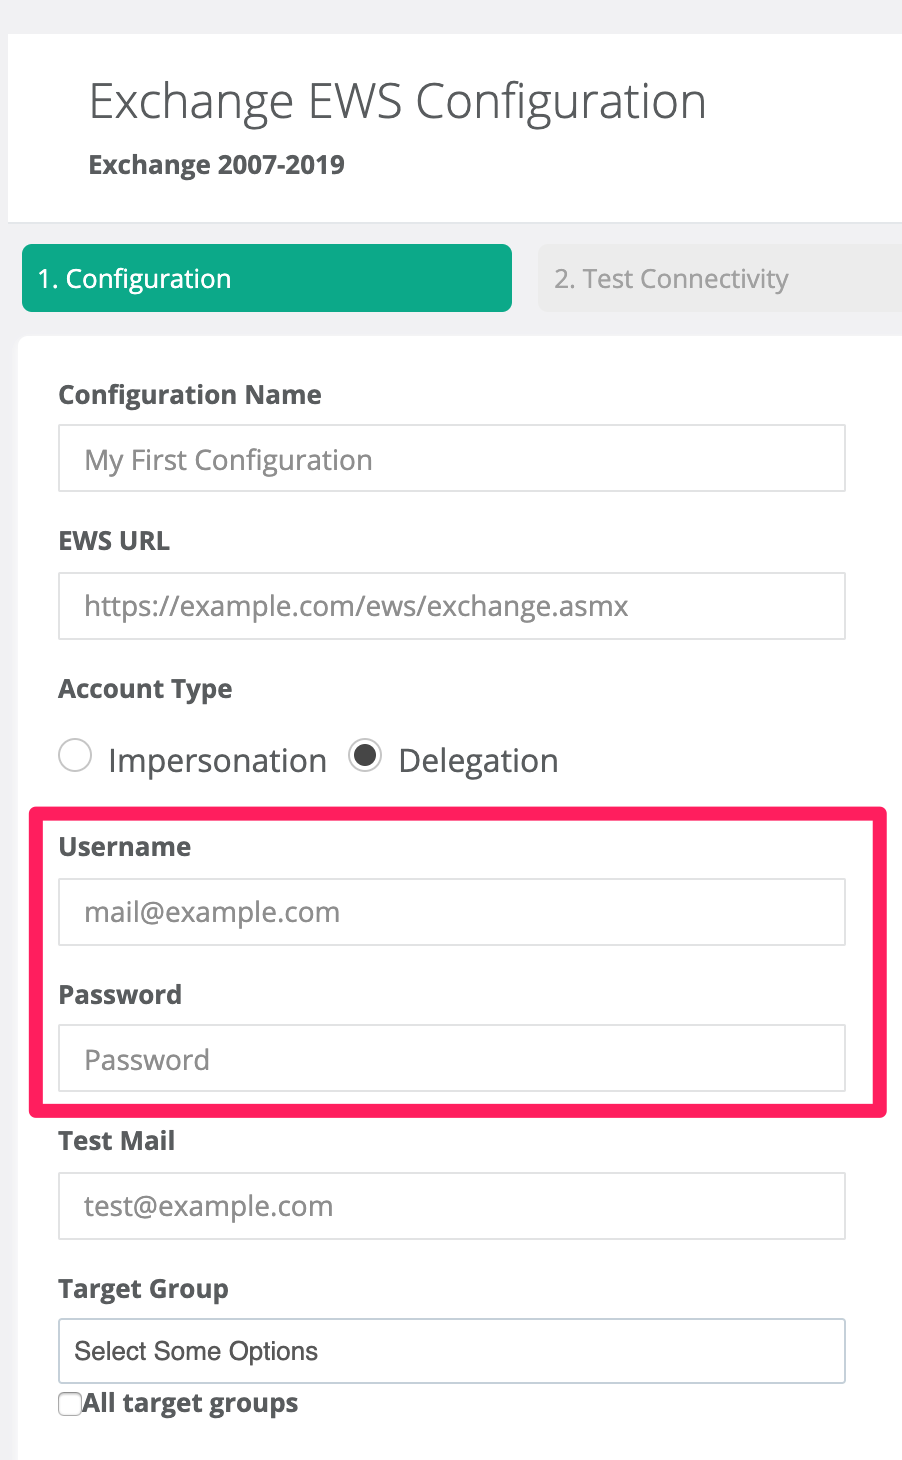 Exchange EWS Configuration
Exchange 2007-2019
1. Configuration
2. Test Connectivity
Configuration Name
My First Configuration
EWS URL
https://example.com/ews/exchange.asmx
Account Type
Impersonation
Delegation
Username
mail@example.com
Password
Password
Test Mail
test@example.com
Target Group
Select Some Options
All target groups